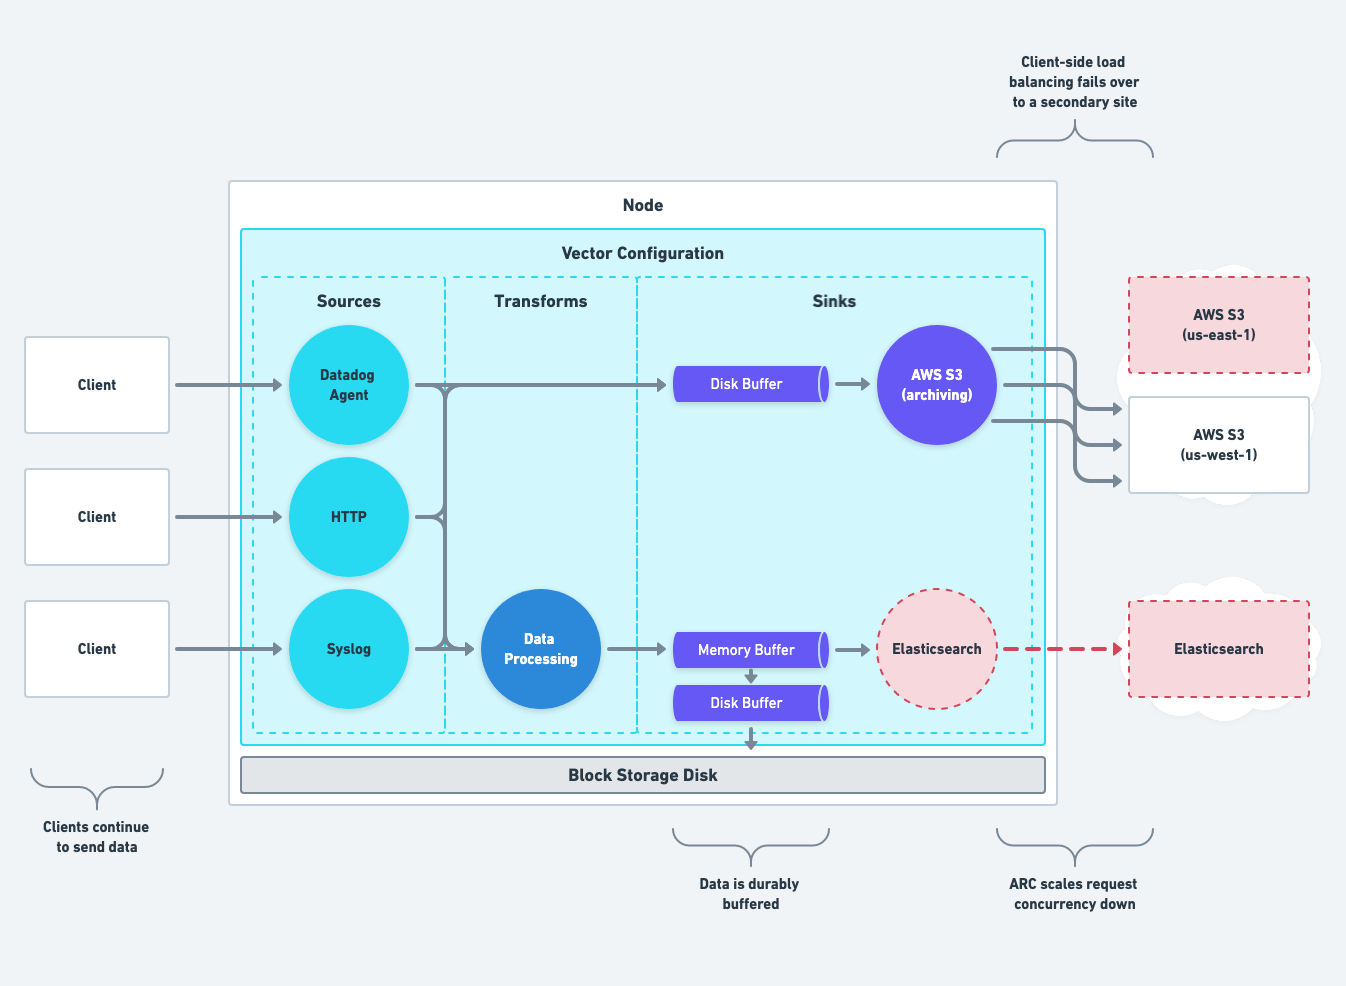 Client-side load
balancing fails over
to a secondary site
Node
Vector Configuration
Sources
Transforms
Sinks
Client
Datadog
Agent
Disk Buffer
AWS S3
(archiving)
AWS S3
(us-east-1)
AWS S3
(us-west-1)
Client
HTTP
Client
Syslog
Data
Processing
Memory Buffer
Disk Buffer
Elasticsearch
Elasticsearch
Block Storage Disk
Clients continue
to send data
Data is durably
buffered
ARC scales request
concurrency down